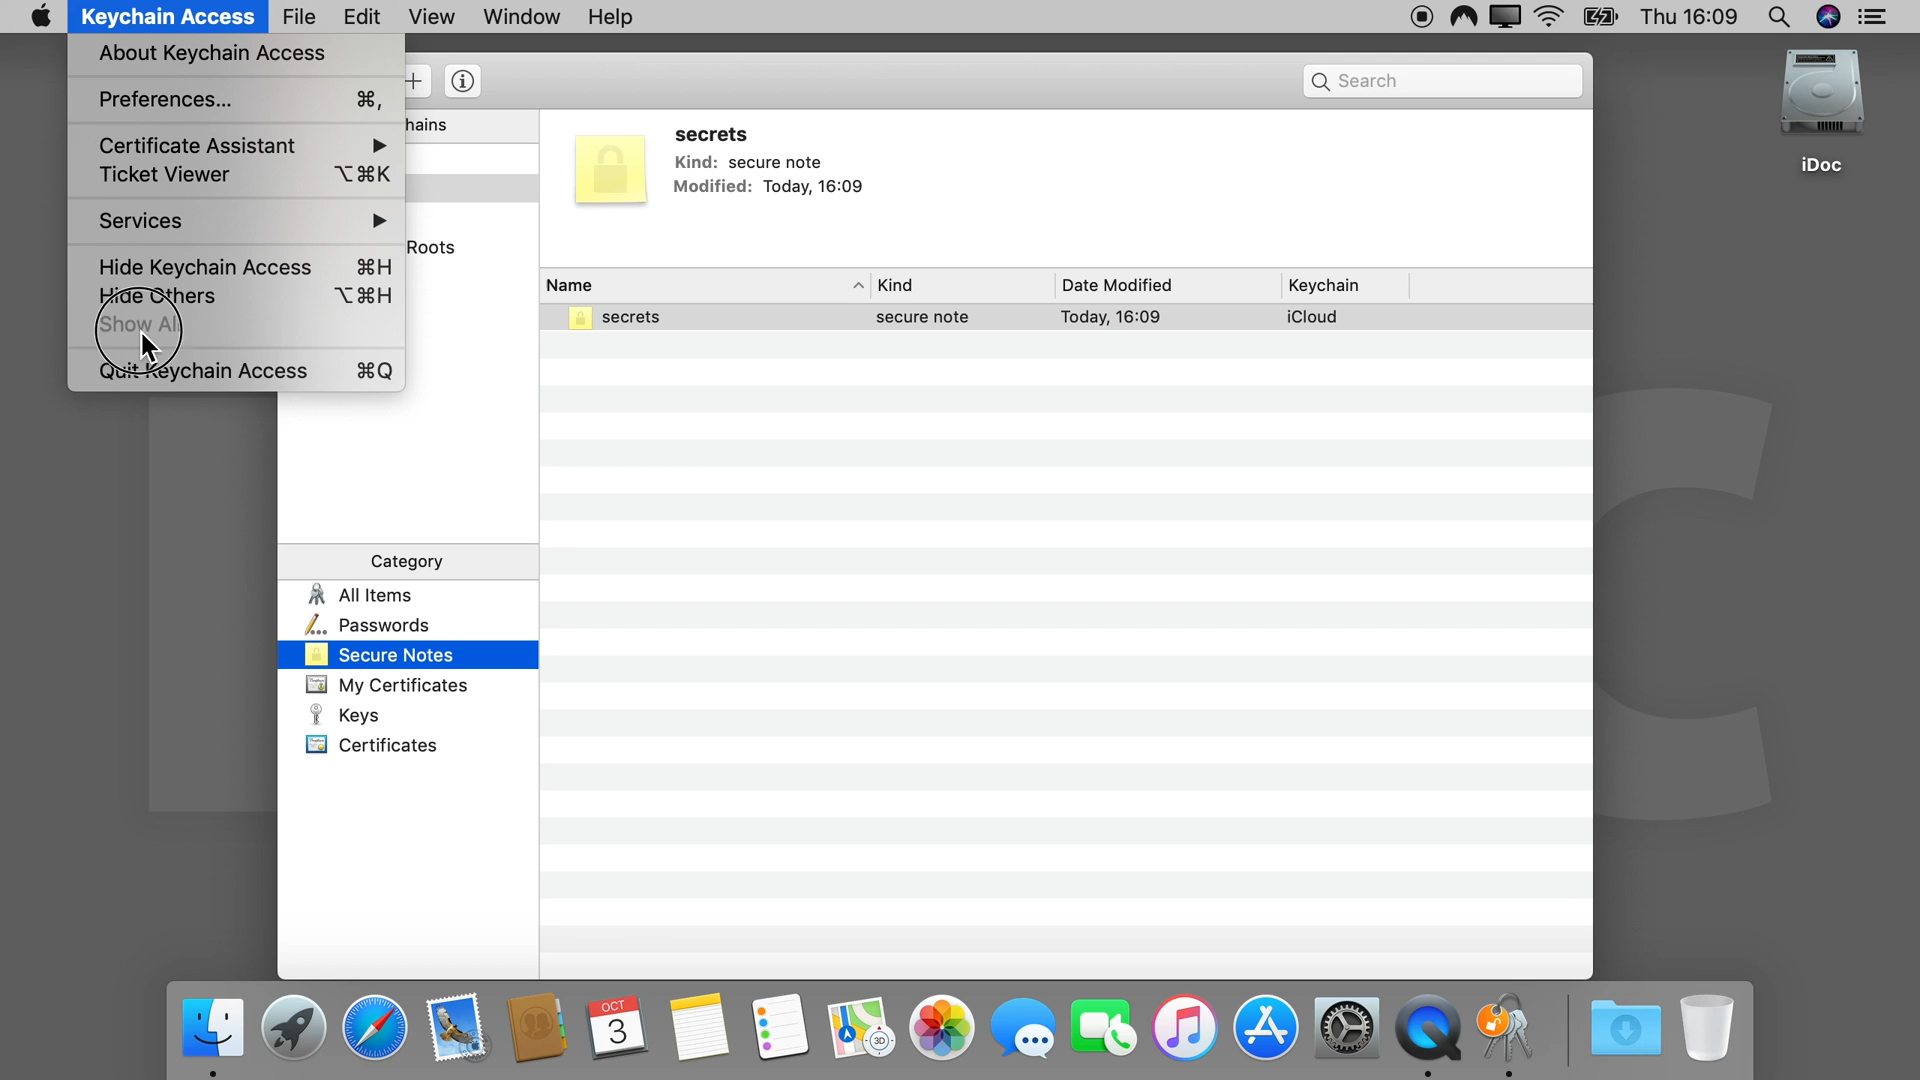 Keychain Access File Edit View Window Help Thu 16:09
About Keychain Access
Preferences... ⌘,
Certificate Assistant ▶
Ticket Viewer ⌥⌘K
Services ▶
Hide Keychain Access ⌘H
Hide Others ⌥⌘H
Show All
Quit Keychain Access ⌘Q
Search
hains
Roots
secrets
Kind: secure note
Modified: Today, 16:09
Name Kind Date Modified Keychain
secrets secure note Today, 16:09 iCloud
Category
All Items
Passwords
Secure Notes
My Certificates
Keys
Certificates
iDoc
OCT
3
3D